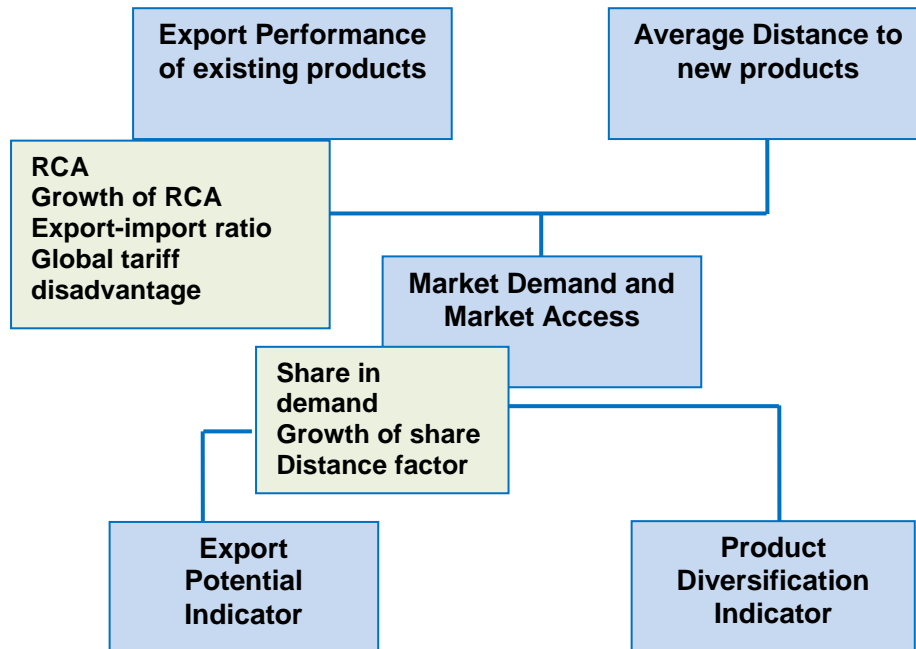 Export Performance
of existing products
Average Distance to
new products
RCA
Growth of RCA
Export-import ratio
Global tariff
disadvantage
Market Demand and
Market Access
Share in
demand
Growth of share
Distance factor
Export
Potential
Indicator
Product
Diversification
Indicator